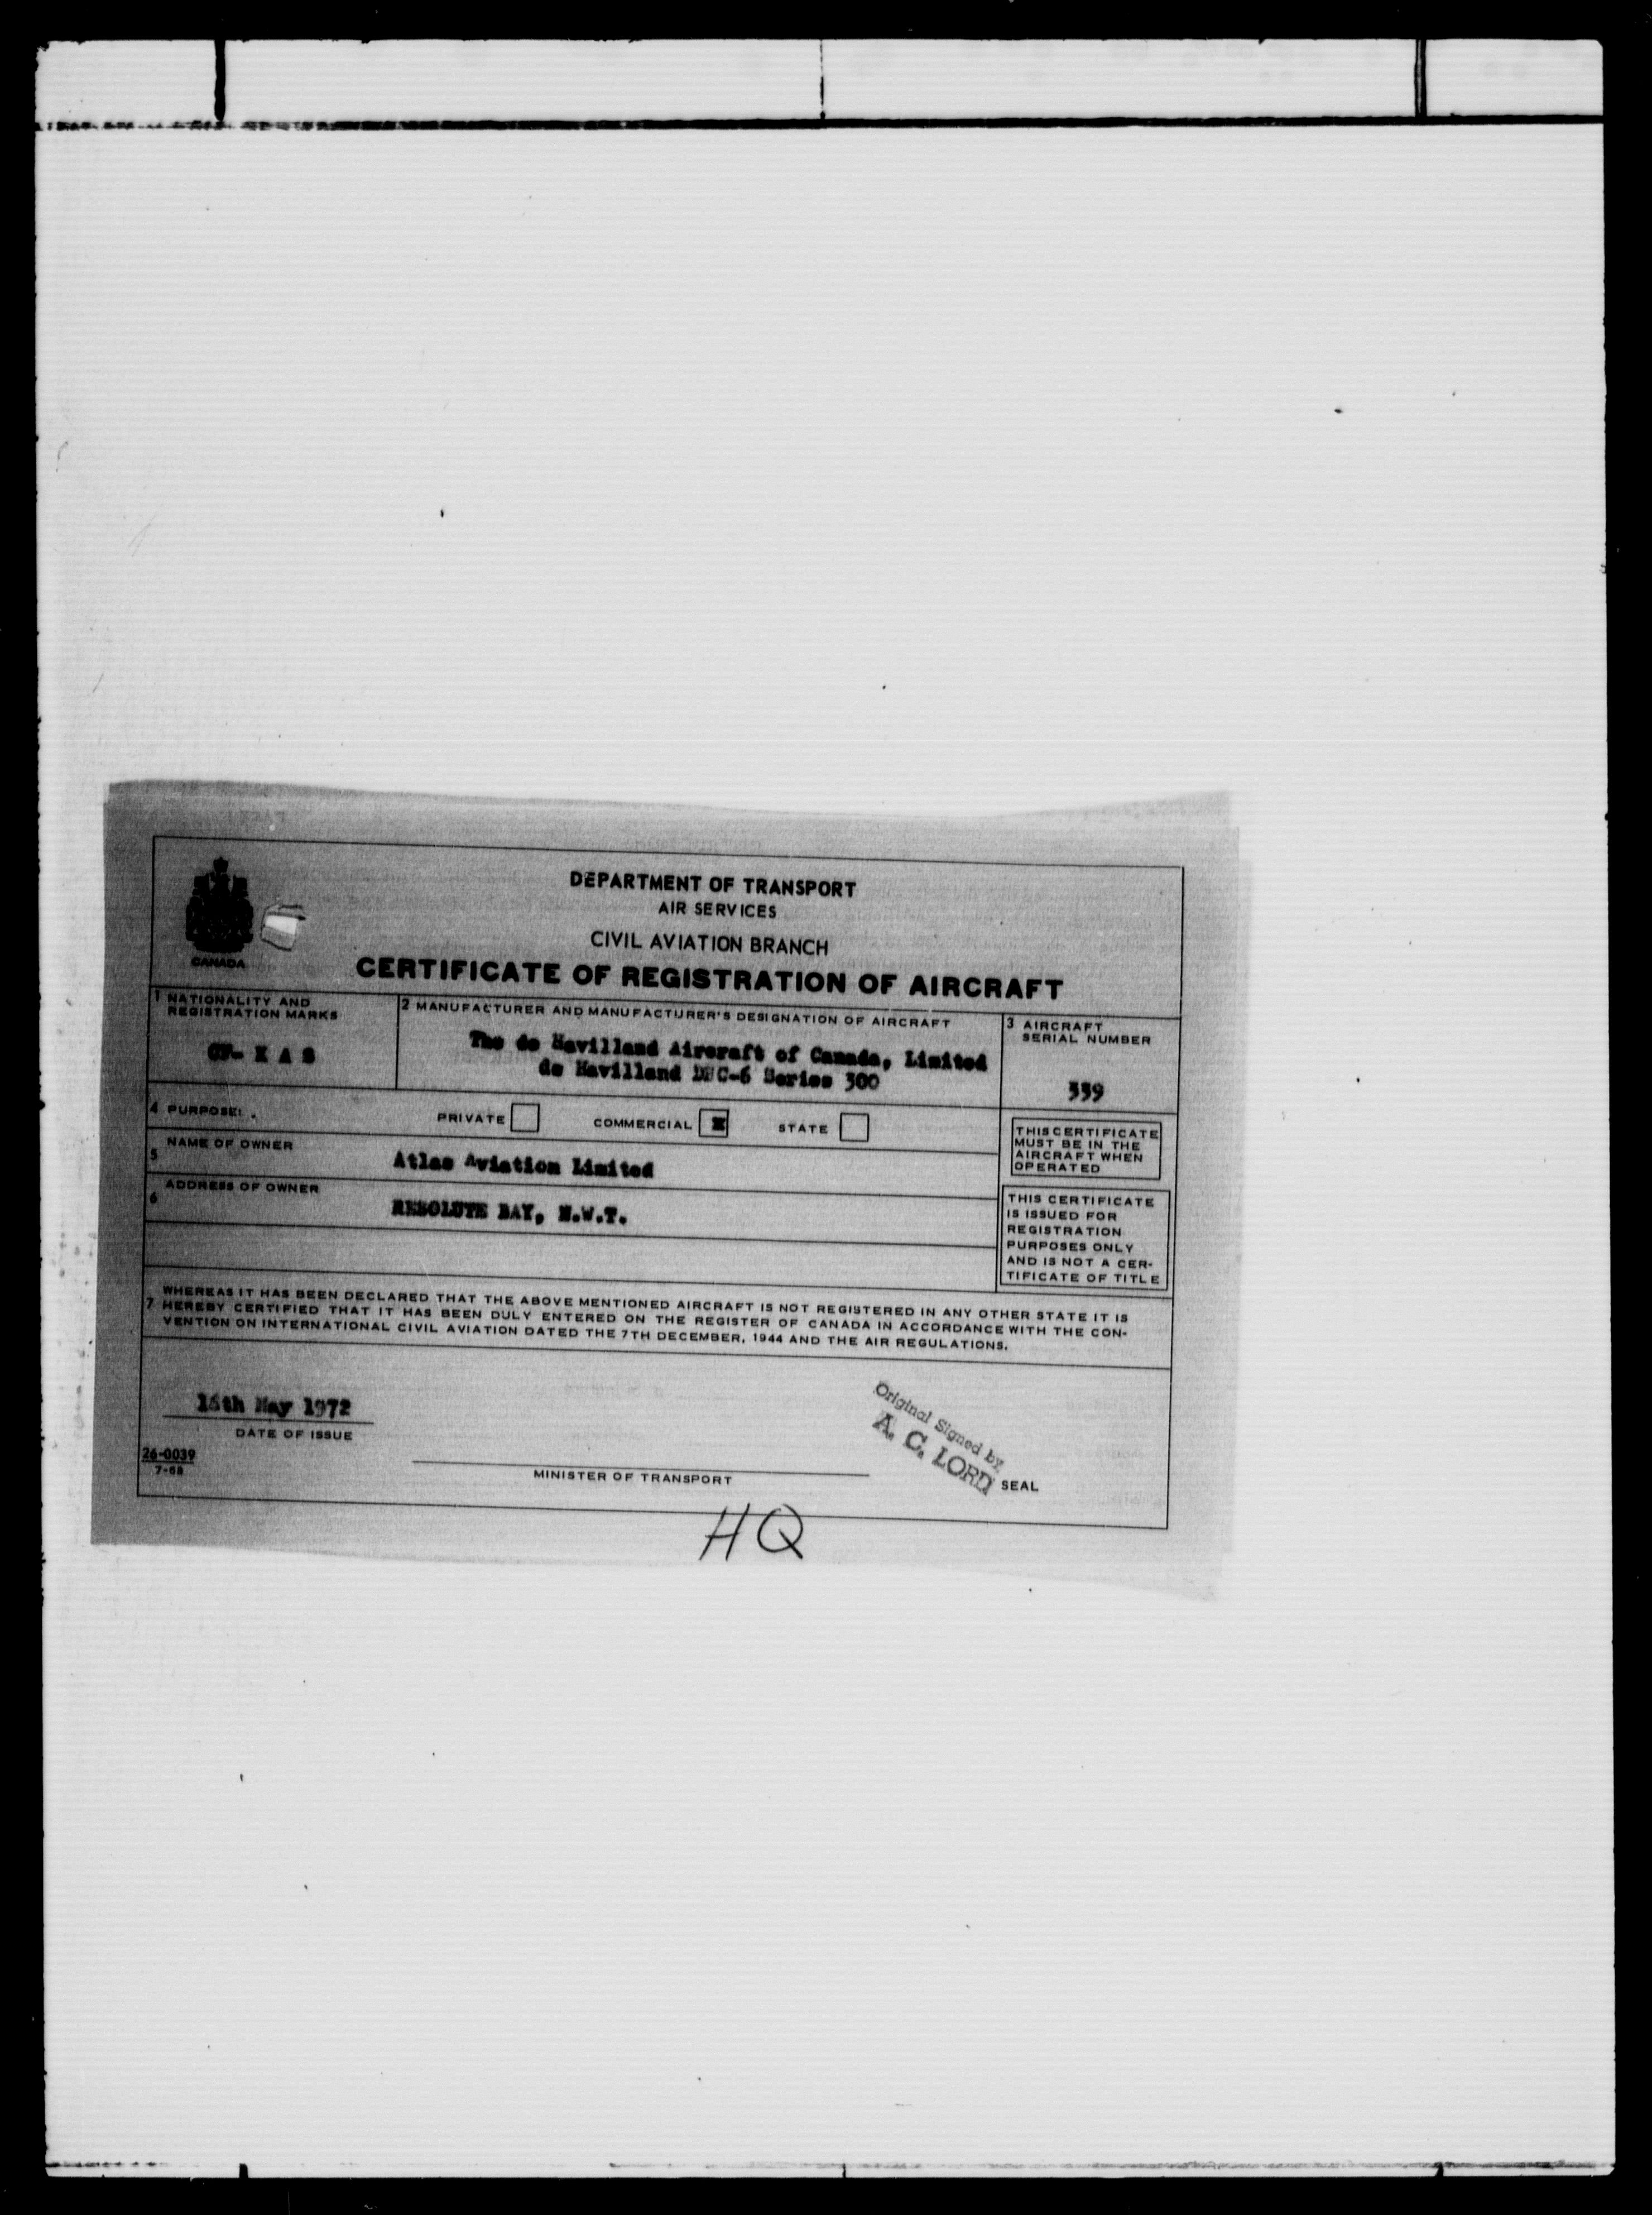 DEPARTMENT OF TRANSPORT
AIR SERVICES
CIVIL AVIATION BRANCH
CANADA
CERTIFICATE OF REGISTRATION OF AIRCRAFT
1 NATIONALITY AND
REGISTRATION MARKS
CF-
2 MANUFACTURER AND MANUFACTURER'S DESIGNATION OF AIRCRAFT
The de Havilland Aircraft of Canada, Limited
de Havilland DHC-6 Series 300
3 AIRCRAFT
SERIAL NUMBER
339
4 PURPOSE:
PRIVATE
COMMERCIAL X
STATE
THIS CERTIFICATE
MUST BE IN THE
AIRCRAFT WHEN
OPERATED
5 NAME OF OWNER
Atlas Aviation Limited
6 ADDRESS OF OWNER
RESOLUTE BAY, N.W.T.
THIS CERTIFICATE
IS ISSUED FOR
REGISTRATION
PURPOSES ONLY
AND IS NOT A CER-
TIFICATE OF TITLE
7 WHEREAS IT HAS BEEN DECLARED THAT THE ABOVE MENTIONED AIRCRAFT IS NOT REGISTERED IN ANY OTHER STATE IT IS
HEREBY CERTIFIED THAT IT HAS BEEN DULY ENTERED ON THE REGISTER OF CANADA IN ACCORDANCE WITH THE CON-
VENTION ON INTERNATIONAL CIVIL AVIATION DATED THE 7TH DECEMBER, 1944 AND THE AIR REGULATIONS.
16th May 1972
DATE OF ISSUE
26-0039
7-68
MINISTER OF TRANSPORT
Original Signed by
A. C. LORD
SEAL
HQ